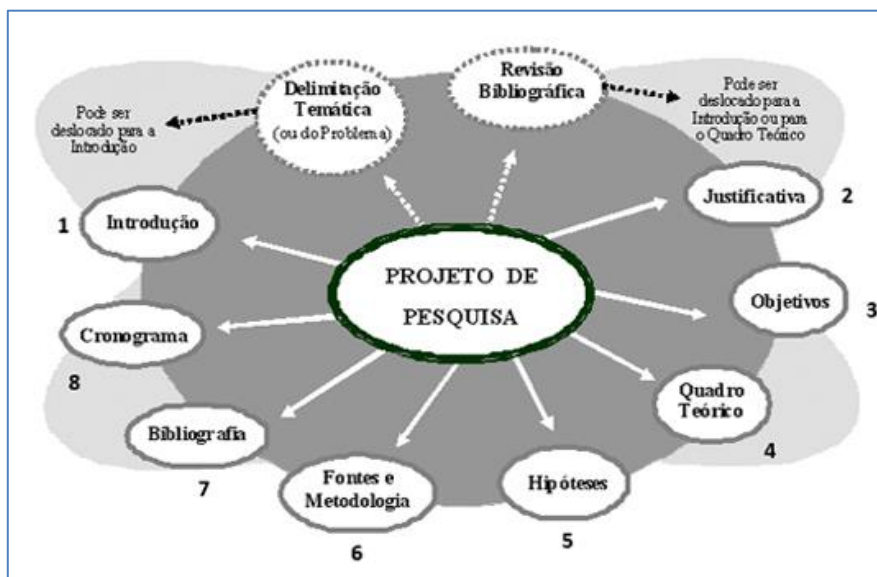 Delimitação
Temática
(ou do Problema)
Revisão
Bibliográfica
Pode ser
deslocado para a
Introdução
Pode ser
deslocado para a
Introdução ou para
o Quadro Teórico
1
Introdução
Justificativa
2
PROJETO DE
PESQUISA
Objetivos
3
Cronograma
8
Quadro
Teórico
4
Bibliografia
7
Fontes e
Metodologia
6
Hipóteses
5